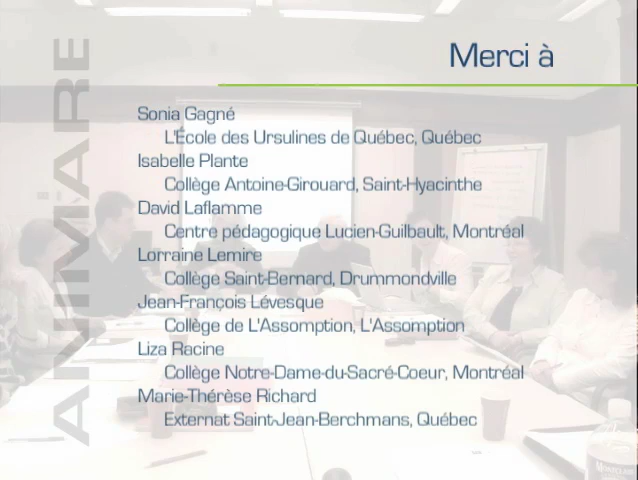 ANIMARE
Merci à
Sonia Gagné
L'École des Ursulines de Québec, Québec
Isabelle Plante
Collège Antoine-Girouard, Saint-Hyacinthe
David Laflamme
Centre pédagogique Lucien-Guilbault, Montréal
Lorraine Lemire
Collège Saint-Bernard, Drummondville
Jean-François Lévesque
Collège de L'Assomption, L'Assomption
Liza Racine
Collège Notre-Dame-du-Sacré-Coeur, Montréal
Marie-Thérèse Richard
Externat Saint-Jean-Berchmans, Québec